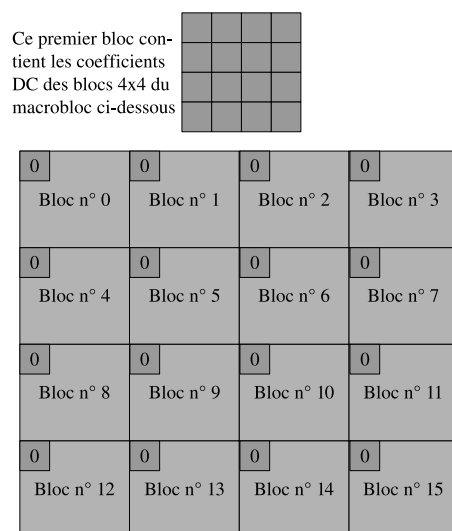 Ce premier bloc con-
tient les coefficients
DC des blocs 4x4 du
macrobloc ci-dessous
0 0 0 0
Bloc n° 0 Bloc n° 1 Bloc n° 2 Bloc n° 3
0 0 0 0
Bloc n° 4 Bloc n° 5 Bloc n° 6 Bloc n° 7
0 0 0 0
Bloc n° 8 Bloc n° 9 Bloc n° 10 Bloc n° 11
0 0 0 0
Bloc n° 12 Bloc n° 13 Bloc n° 14 Bloc n° 15